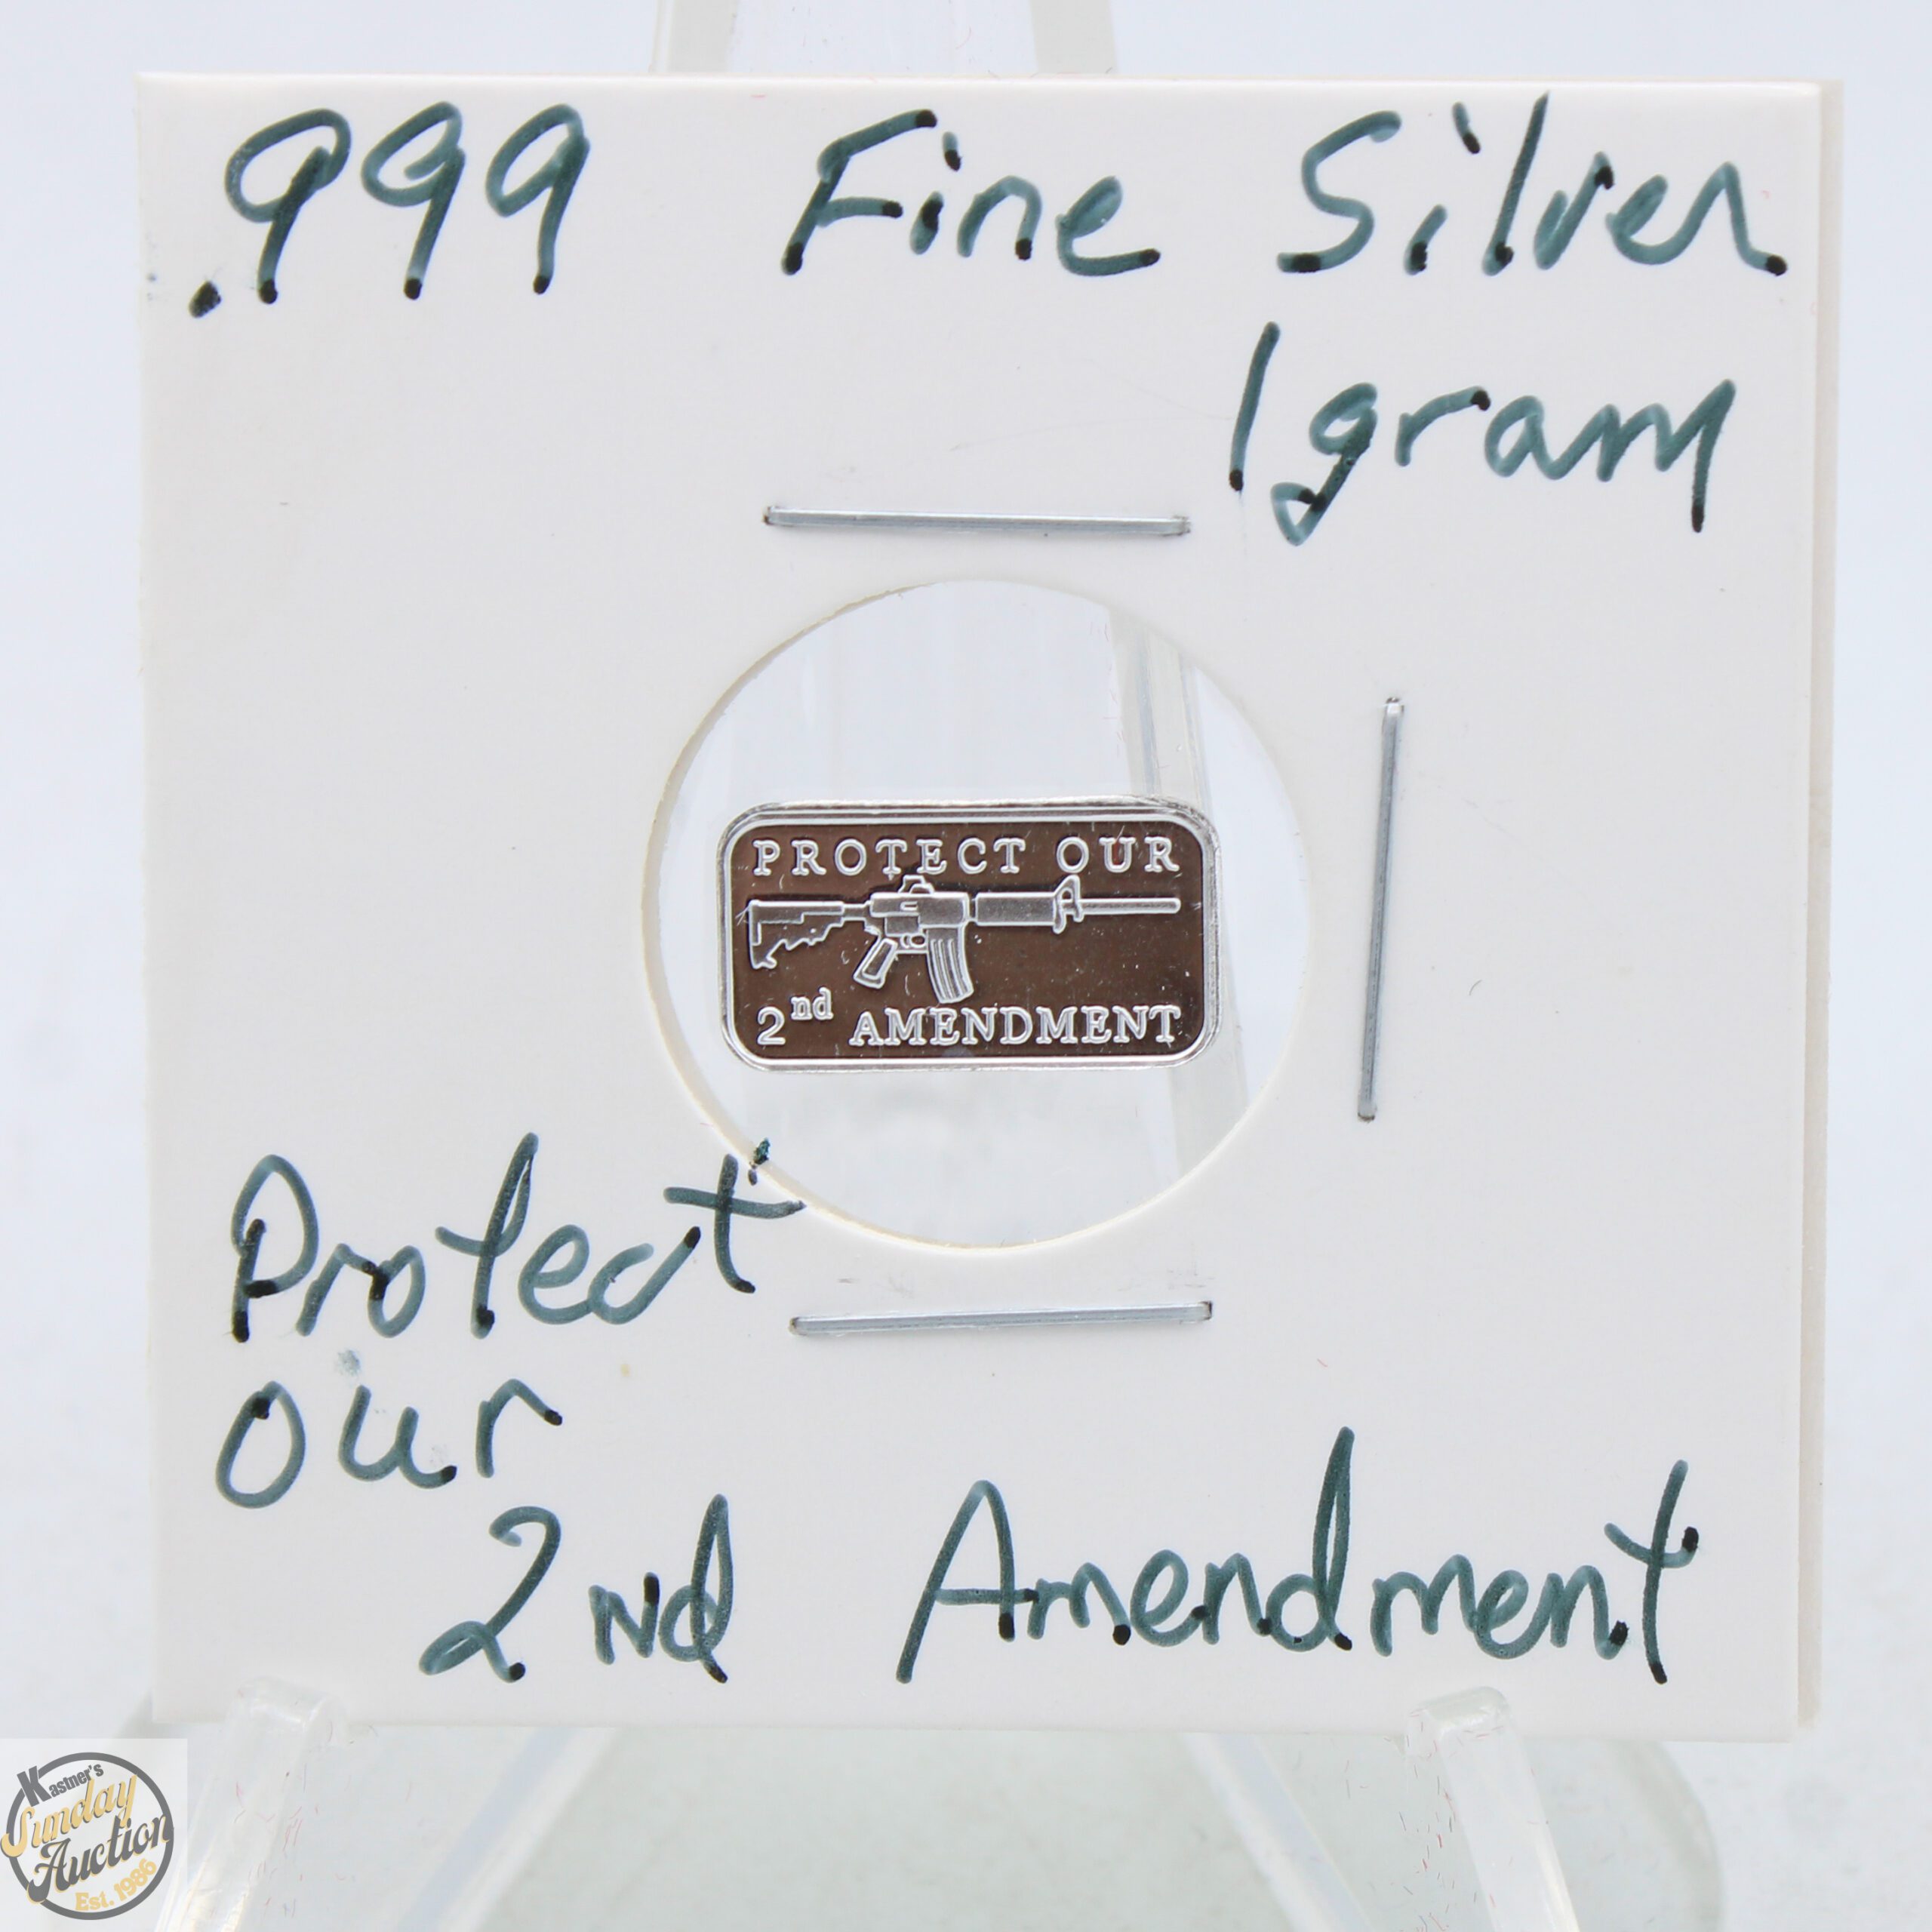 .999 Fine Silver
1gram
PROTECT OUR
2nd AMENDMENT
Protect
our
2nd Amendment
Kastner's
Sunday
Auction
Est. 1986